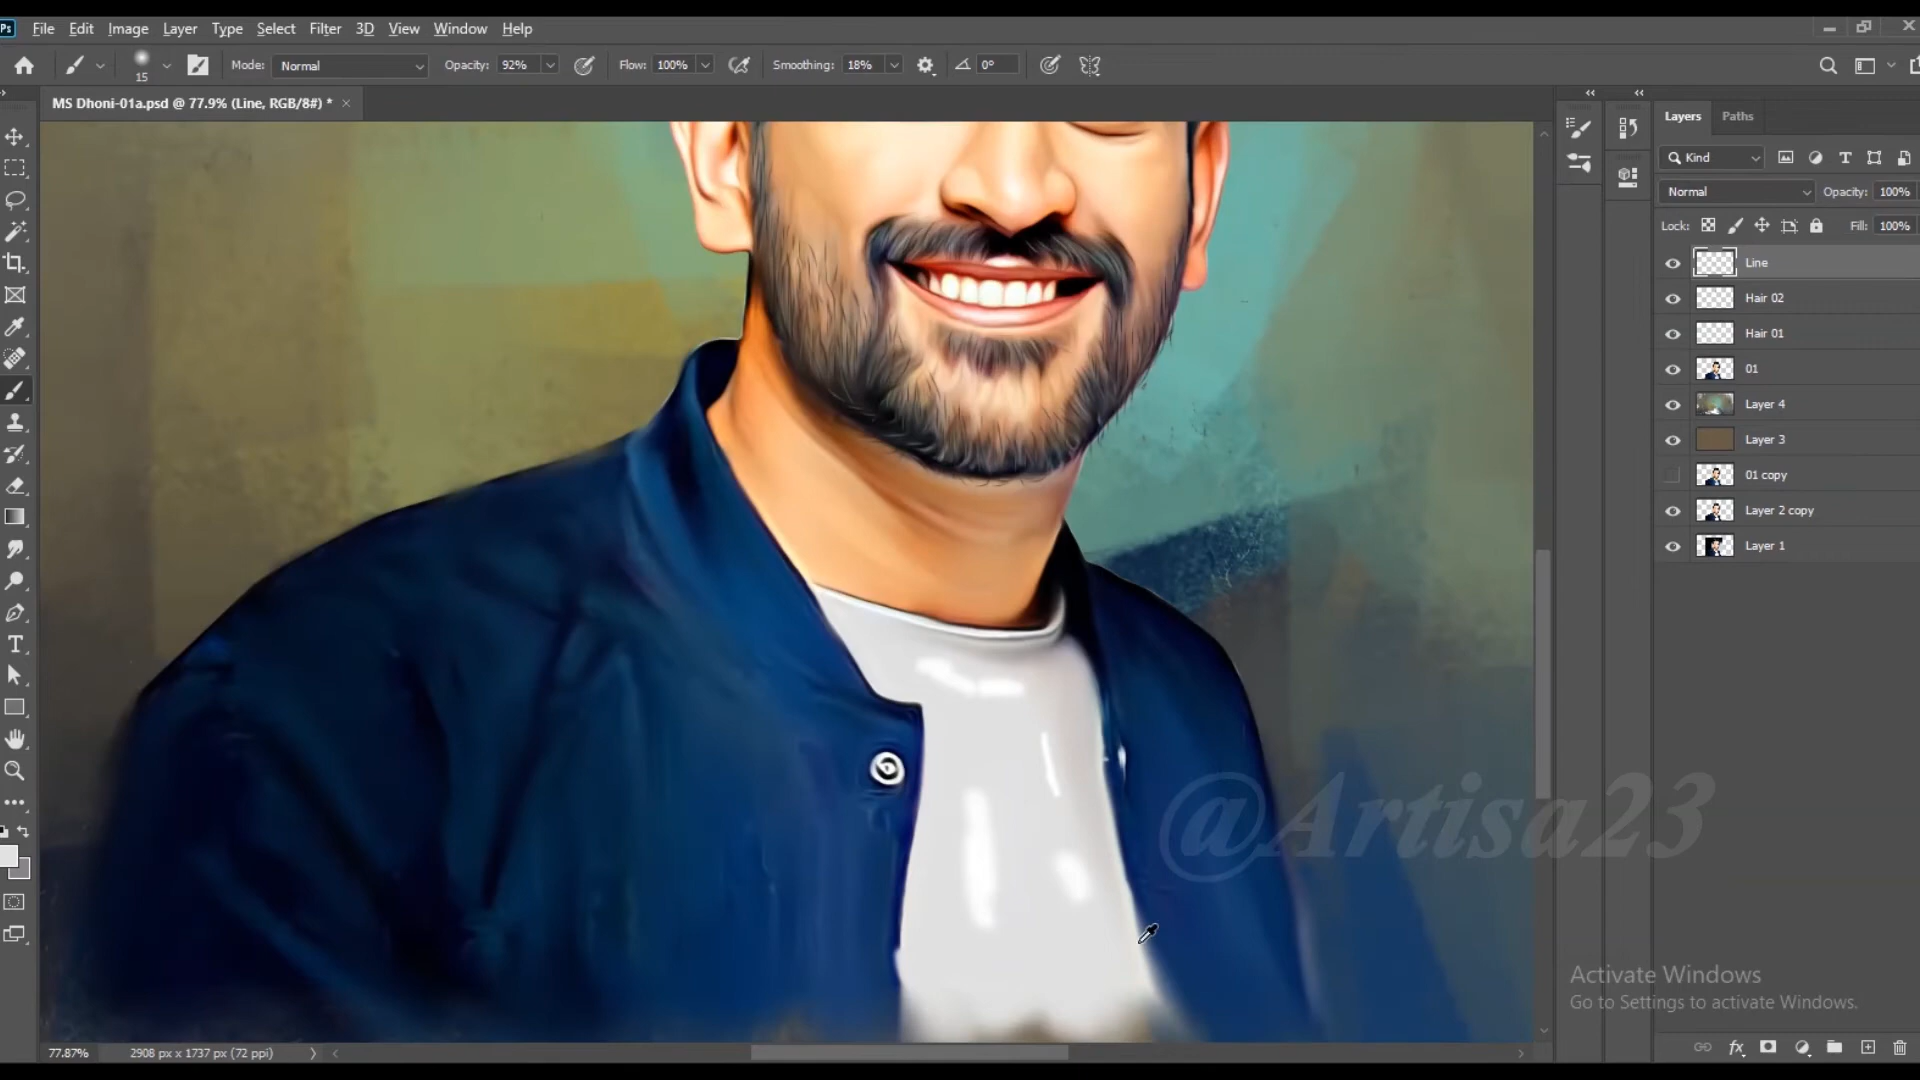 Ps File Edit Image Layer Type Select Filter 3D View Window Help
15 Mode: Normal Opacity: 92% Flow: 100% Smoothing: 18% 0°
MS Dhoni-01a.psd @ 77.9% (Line, RGB/8#) * ×
Layers Paths
Kind
Normal Opacity: 100%
Lock: Fill: 100%
Line
Hair 02
Hair 01
01
Layer 4
Layer 3
01 copy
Layer 2 copy
Layer 1
@Artisa23
Activate Windows
Go to Settings to activate Windows.
77.87% 2908 px x 1737 px (72 ppi)